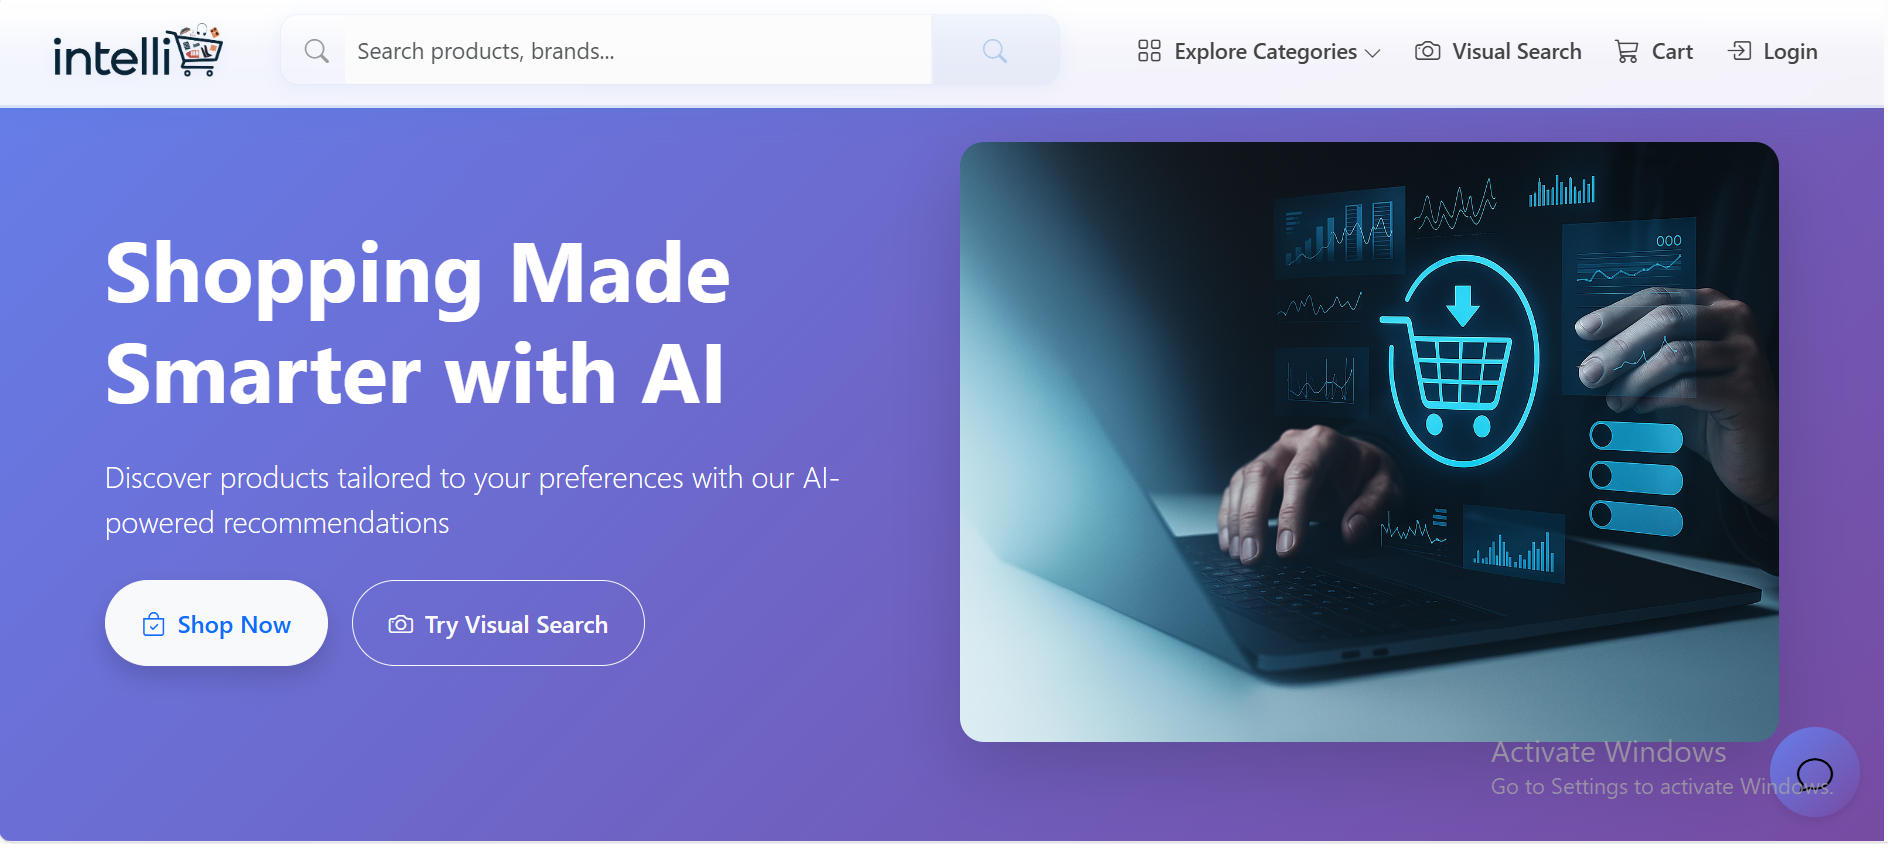 intelli
Search products, brands...
Explore Categories
Visual Search
Cart
Login
Shopping Made
Smarter with AI
Discover products tailored to your preferences with our AI-
powered recommendations
Shop Now
Try Visual Search
Activate Windows
Go to Settings to activate Windows.